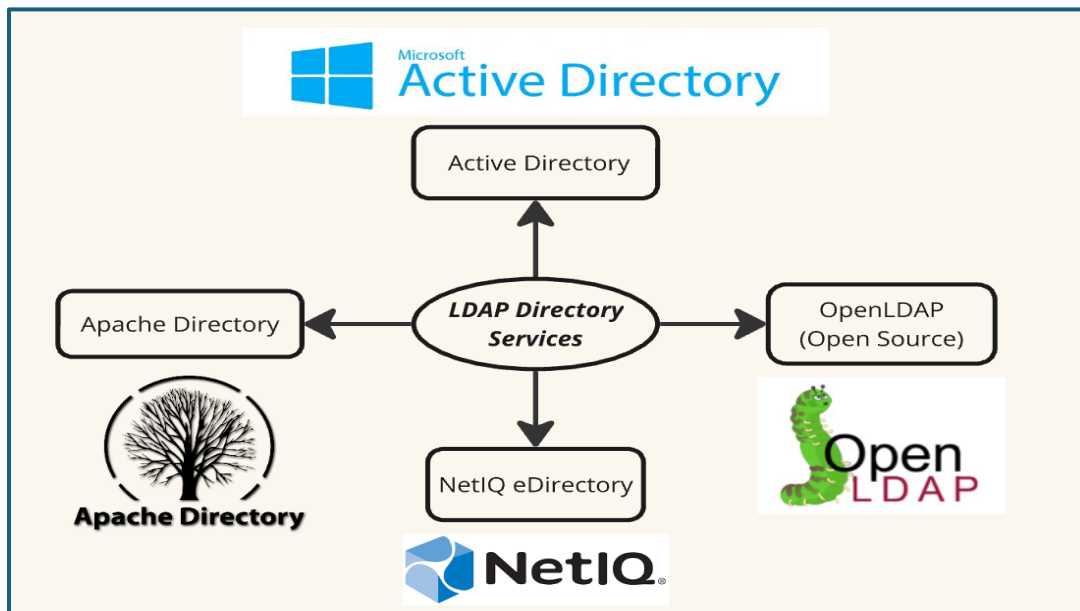 Microsoft
Active Directory
Active Directory
LDAP Directory
Services
Apache Directory
OpenLDAP
(Open Source)
Apache Directory
Open
LDAP
NetIQ eDirectory
NetIQ®